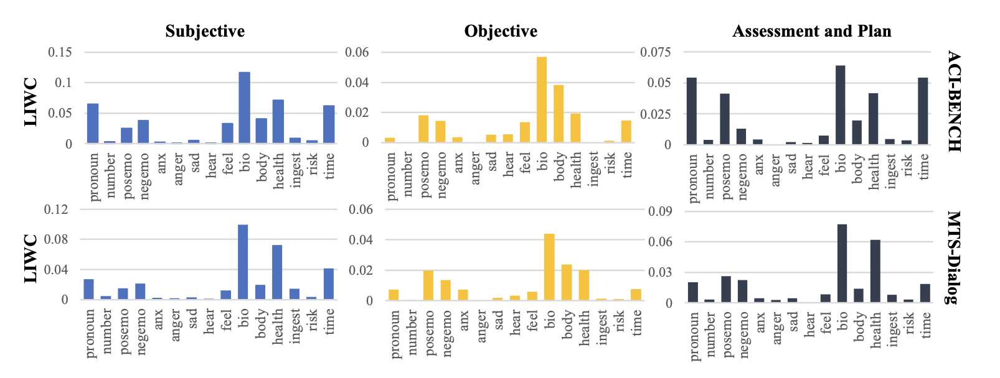 Subjective
Objective
Assessment and Plan
LIWC
0.15
0.1
0.05
0
pronoun
number
posemo
negemo
anx
anger
sad
hear
feel
bio
body
health
ingest
risk
time
0.06
0.04
0.02
0
pronoun
number
posemo
negemo
anx
anger
sad
hear
feel
bio
body
health
ingest
risk
time
0.075
0.05
0.025
0
pronoun
number
posemo
negemo
anx
anger
sad
hear
feel
bio
body
health
ingest
risk
time
ACI-BENCH
LIWC
0.12
0.08
0.04
0
pronoun
number
posemo
negemo
anx
anger
sad
hear
feel
bio
body
health
ingest
risk
time
0.06
0.04
0.02
0
pronoun
number
posemo
negemo
anx
anger
sad
hear
feel
bio
body
health
ingest
risk
time
0.09
0.06
0.03
0
pronoun
number
posemo
negemo
anx
anger
sad
hear
feel
bio
body
health
ingest
risk
time
MTS-Dialog